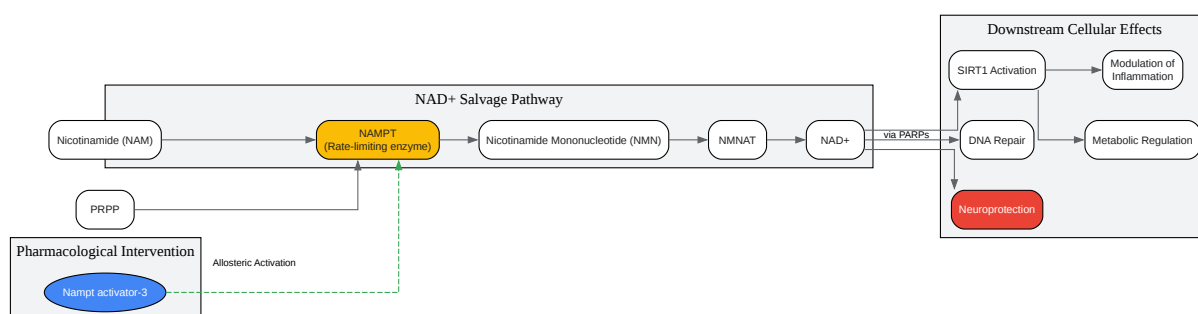 Downstream Cellular Effects
SIRT1 Activation
Modulation of
Inflammation
NAD+ Salvage Pathway
Nicotinamide (NAM)
NAMPT
(Rate-limiting enzyme)
Nicotinamide Mononucleotide (NMN)
NMNAT
NAD+
via PARPs
DNA Repair
Metabolic Regulation
PRPP
Neuroprotection
Pharmacological Intervention
Allosteric Activation
Nampt activator-3